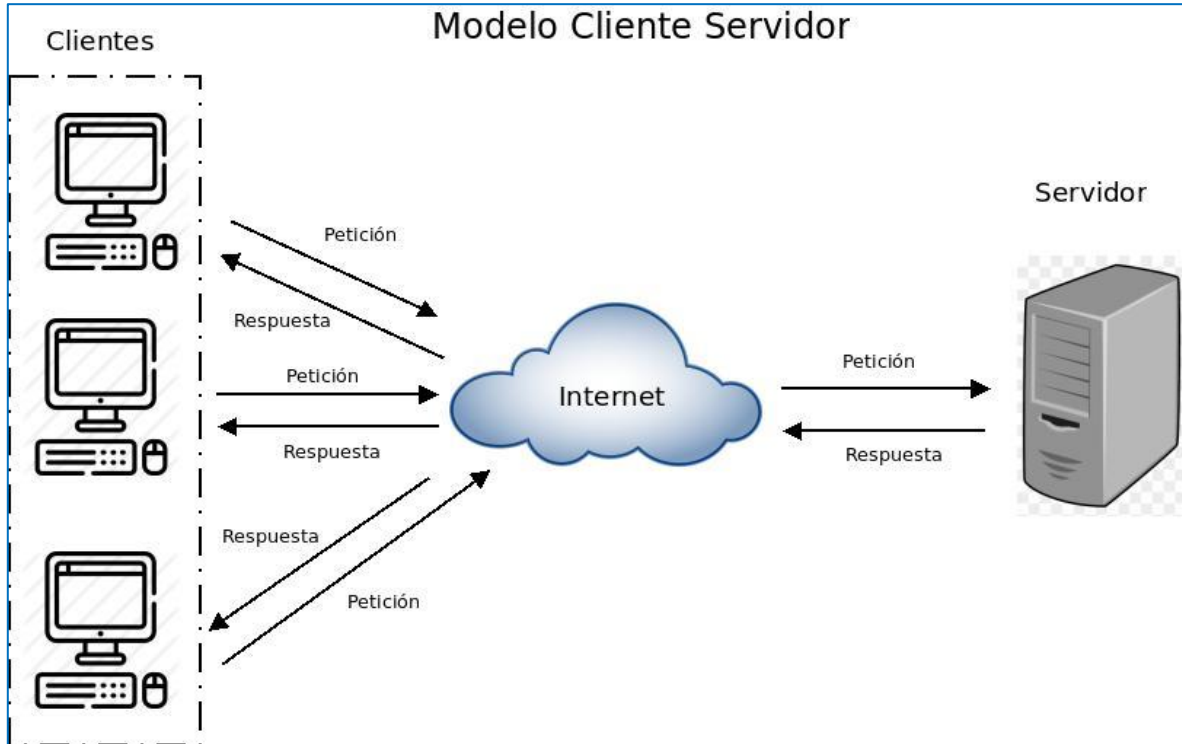 Modelo Cliente Servidor
Clientes
Servidor
Petición
Respuesta
Petición
Respuesta
Respuesta
Petición
Internet
Petición
Respuesta